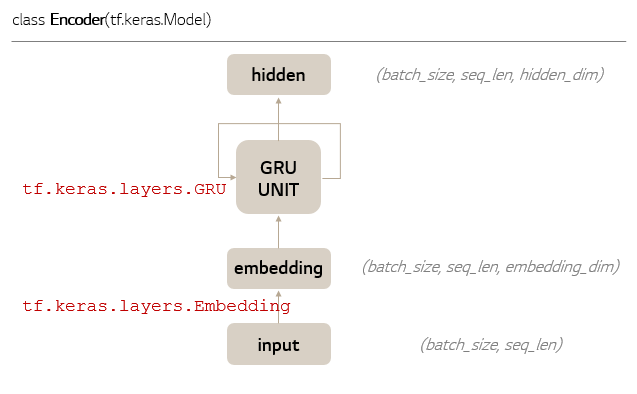 class Encoder(tf.keras.Model)
hidden
(batch_size, seq_len, hidden_dim)
GRU
UNIT
tf.keras.layers.GRU
embedding
(batch_size, seq_len, embedding_dim)
tf.keras.layers.Embedding
input
(batch_size, seq_len)